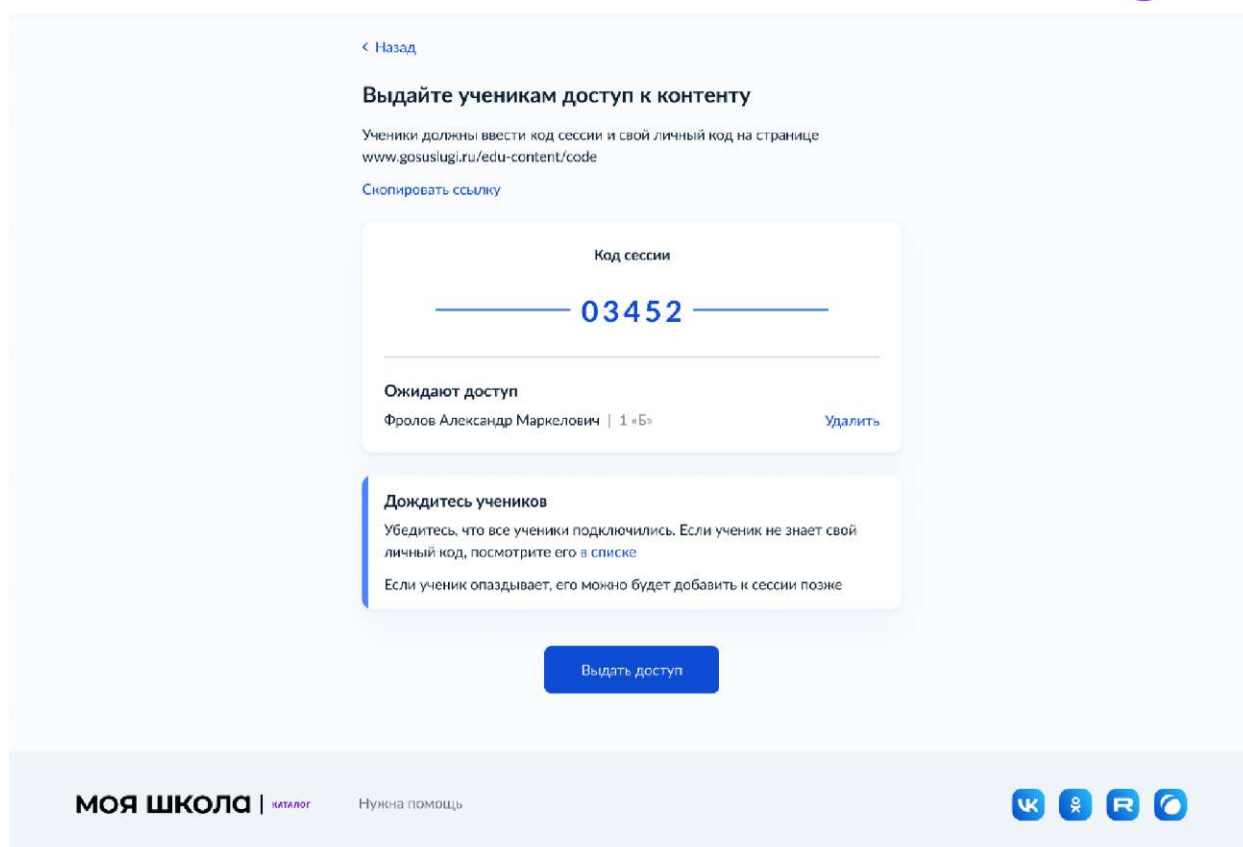 Назад
Выдайте ученикам доступ к контенту
Ученики должны ввести код сессии и свой личный код на странице
www.gosuslugi.ru/edu-content/code
Скопировать ссылку
Код сессии
03452
Ожидают доступ
Фролов Александр Маркелович | 1 «Б»
Удалить
Дождитесь учеников
Убедитесь, что все ученики подключились. Если ученик не знает свой
личный код, посмотрите его в списке
Если ученик опаздывает, его можно будет добавить к сессии позже
Выдать доступ
МОЯ ШКОЛА | КАТАЛОГ
Нужна помощь